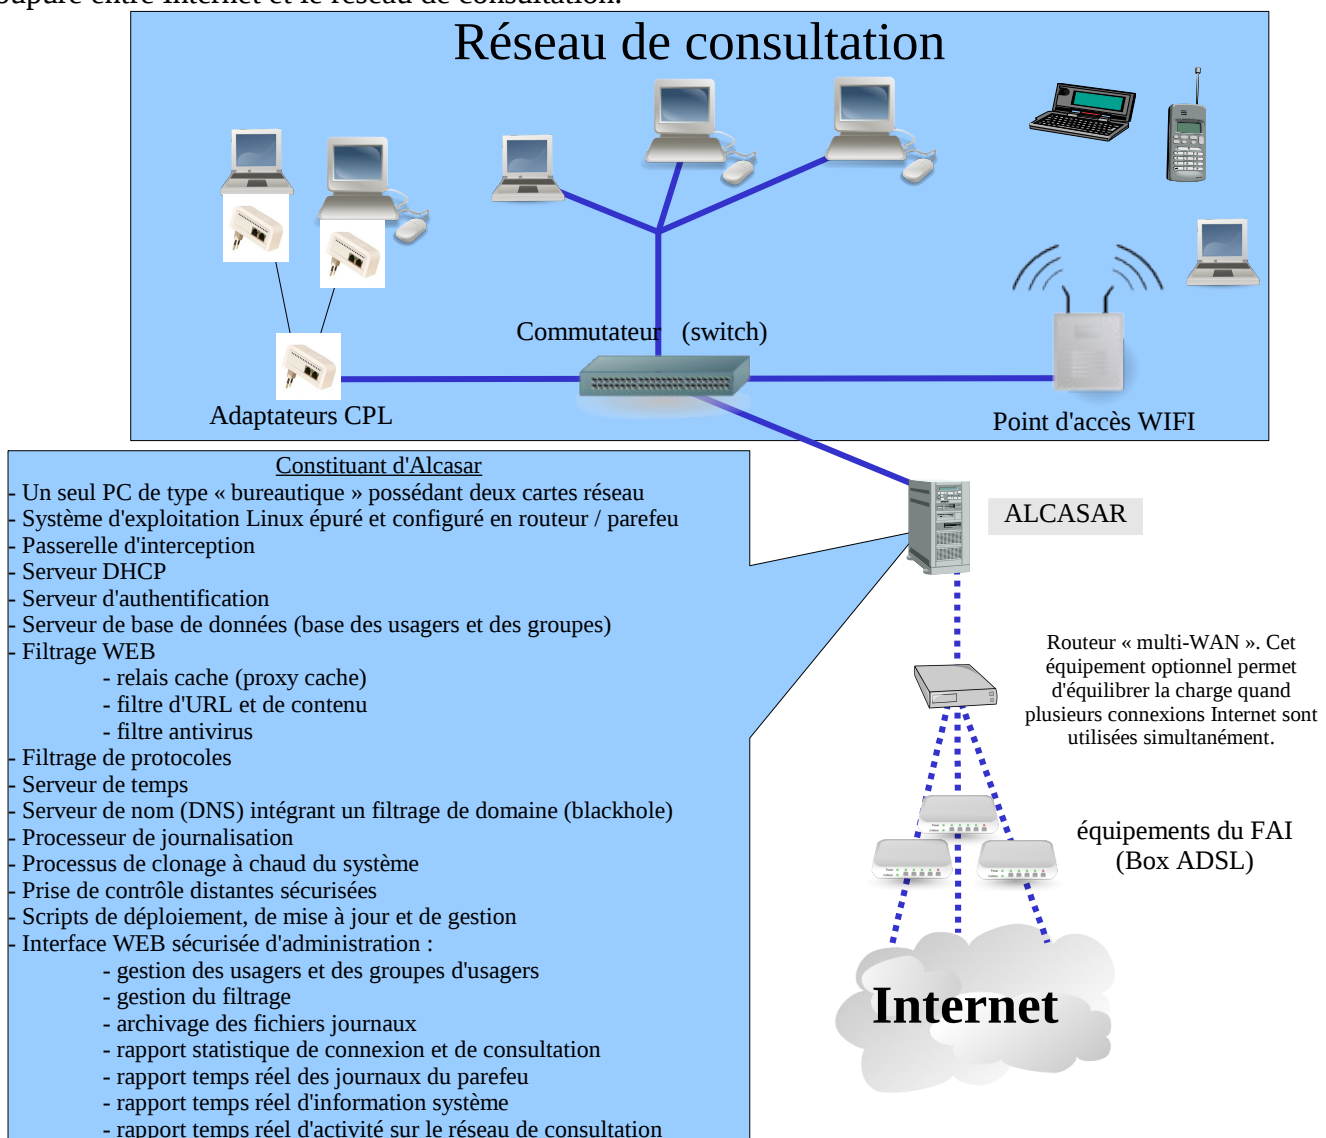 oupure entre Internet et le réseau de consultation.
Réseau de consultation
Commutateur (switch)
Adaptateurs CPL
Point d'accès WIFI
Constituant d'Alcasar
- Un seul PC de type « bureautique » possédant deux cartes réseau
- Système d'exploitation Linux épuré et configuré en routeur / parefeu
- Passerelle d'interception
- Serveur DHCP
- Serveur d'authentification
- Serveur de base de données (base des usagers et des groupes)
- Filtrage WEB
- relais cache (proxy cache)
- filtre d'URL et de contenu
- filtre antivirus
- Filtrage de protocoles
- Serveur de temps
- Serveur de nom (DNS) intégrant un filtrage de domaine (blackhole)
- Processeur de journalisation
- Processus de clonage à chaud du système
- Prise de contrôle distantes sécurisées
- Scripts de déploiement, de mise à jour et de gestion
- Interface WEB sécurisée d'administration :
- gestion des usagers et des groupes d'usagers
- gestion du filtrage
- archivage des fichiers journaux
- rapport statistique de connexion et de consultation
- rapport temps réel des journaux du parefeu
- rapport temps réel d'information système
- rapport temps réel d'activité sur le réseau de consultation
ALCASAR
Routeur « multi-WAN ». Cet
équipement optionnel permet
d'équilibrer la charge quand
plusieurs connexions Internet sont
utilisées simultanément.
équipements du FAI
(Box ADSL)
Internet